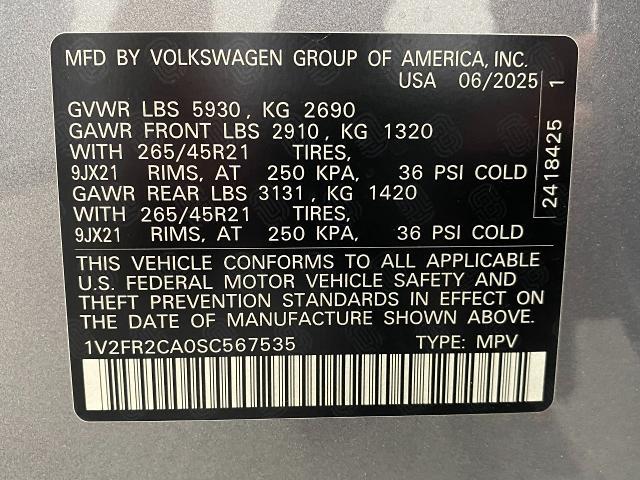 MFD BY VOLKSWAGEN GROUP OF AMERICA, INC.
USA 06/2025
GVWR LBS 5930, KG 2690
GAWR FRONT LBS 2910, KG 1320
WITH 265/45R21 TIRES,
9JX21 RIMS, AT 250 KPA, 36 PSI COLD
GAWR REAR LBS 3131, KG 1420
WITH 265/45R21 TIRES,
9JX21 RIMS, AT 250 KPA, 36 PSI COLD
2418425 1
THIS VEHICLE CONFORMS TO ALL APPLICABLE
U.S. FEDERAL MOTOR VEHICLE SAFETY AND
THEFT PREVENTION STANDARDS IN EFFECT ON
THE DATE OF MANUFACTURE SHOWN ABOVE.
1V2FR2CA0SC567535 TYPE: MPV